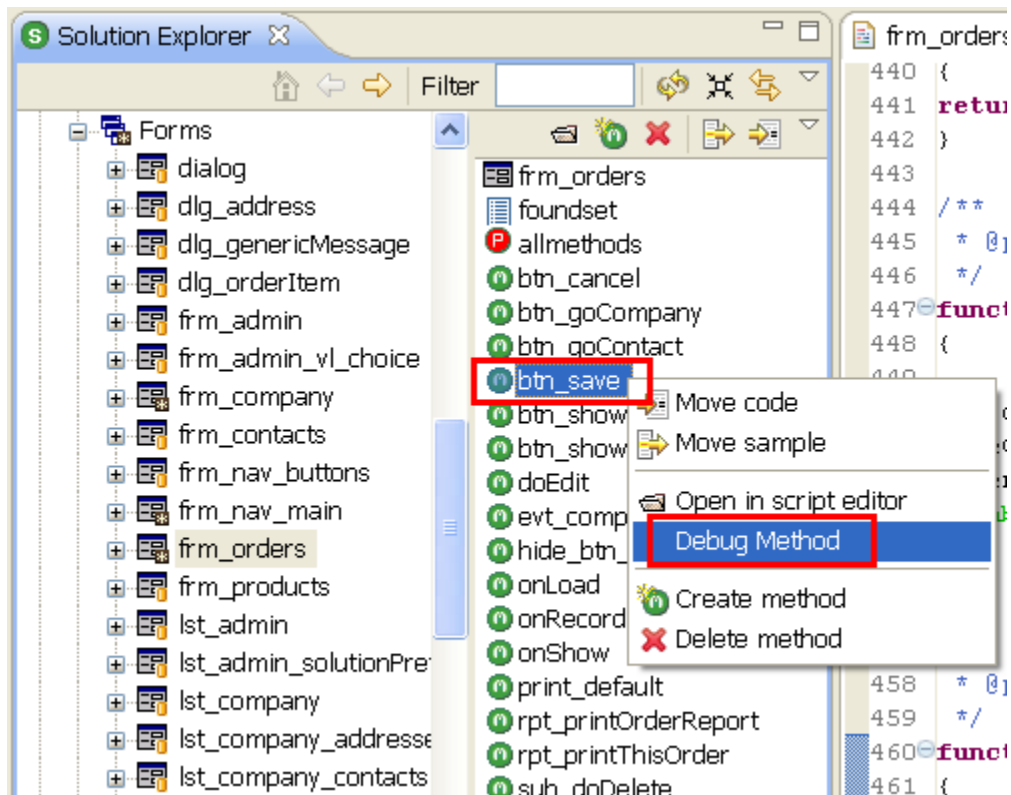 Solution Explorer
Filter
Forms
dialog
dlg_address
dlg_genericMessage
dlg_orderItem
frm_admin
frm_admin_vl_choice
frm_company
frm_contacts
frm_nav_buttons
frm_nav_main
frm_orders
frm_products
lst_admin
lst_admin_solutionPre
lst_company
lst_company_addresse
lst_company_contacts
frm_orders
foundset
allmethods
btn_cancel
btn_goCompany
btn_goContact
btn_save
btn_show
btn_show
doEdit
evt_comp
hide_btn_
onLoad
onRecord
onShow
print_default
rpt_printOrderReport
rpt_printThisOrder
sub_doDelete
Move code
Move sample
Open in script editor
Debug Method
Create method
Delete method
frm_orders
440 {
441 retu
442 }
443
444 /**
445 * @p
446 */
447 funct
448 {
458 * @p
459 */
460 funct
461 {